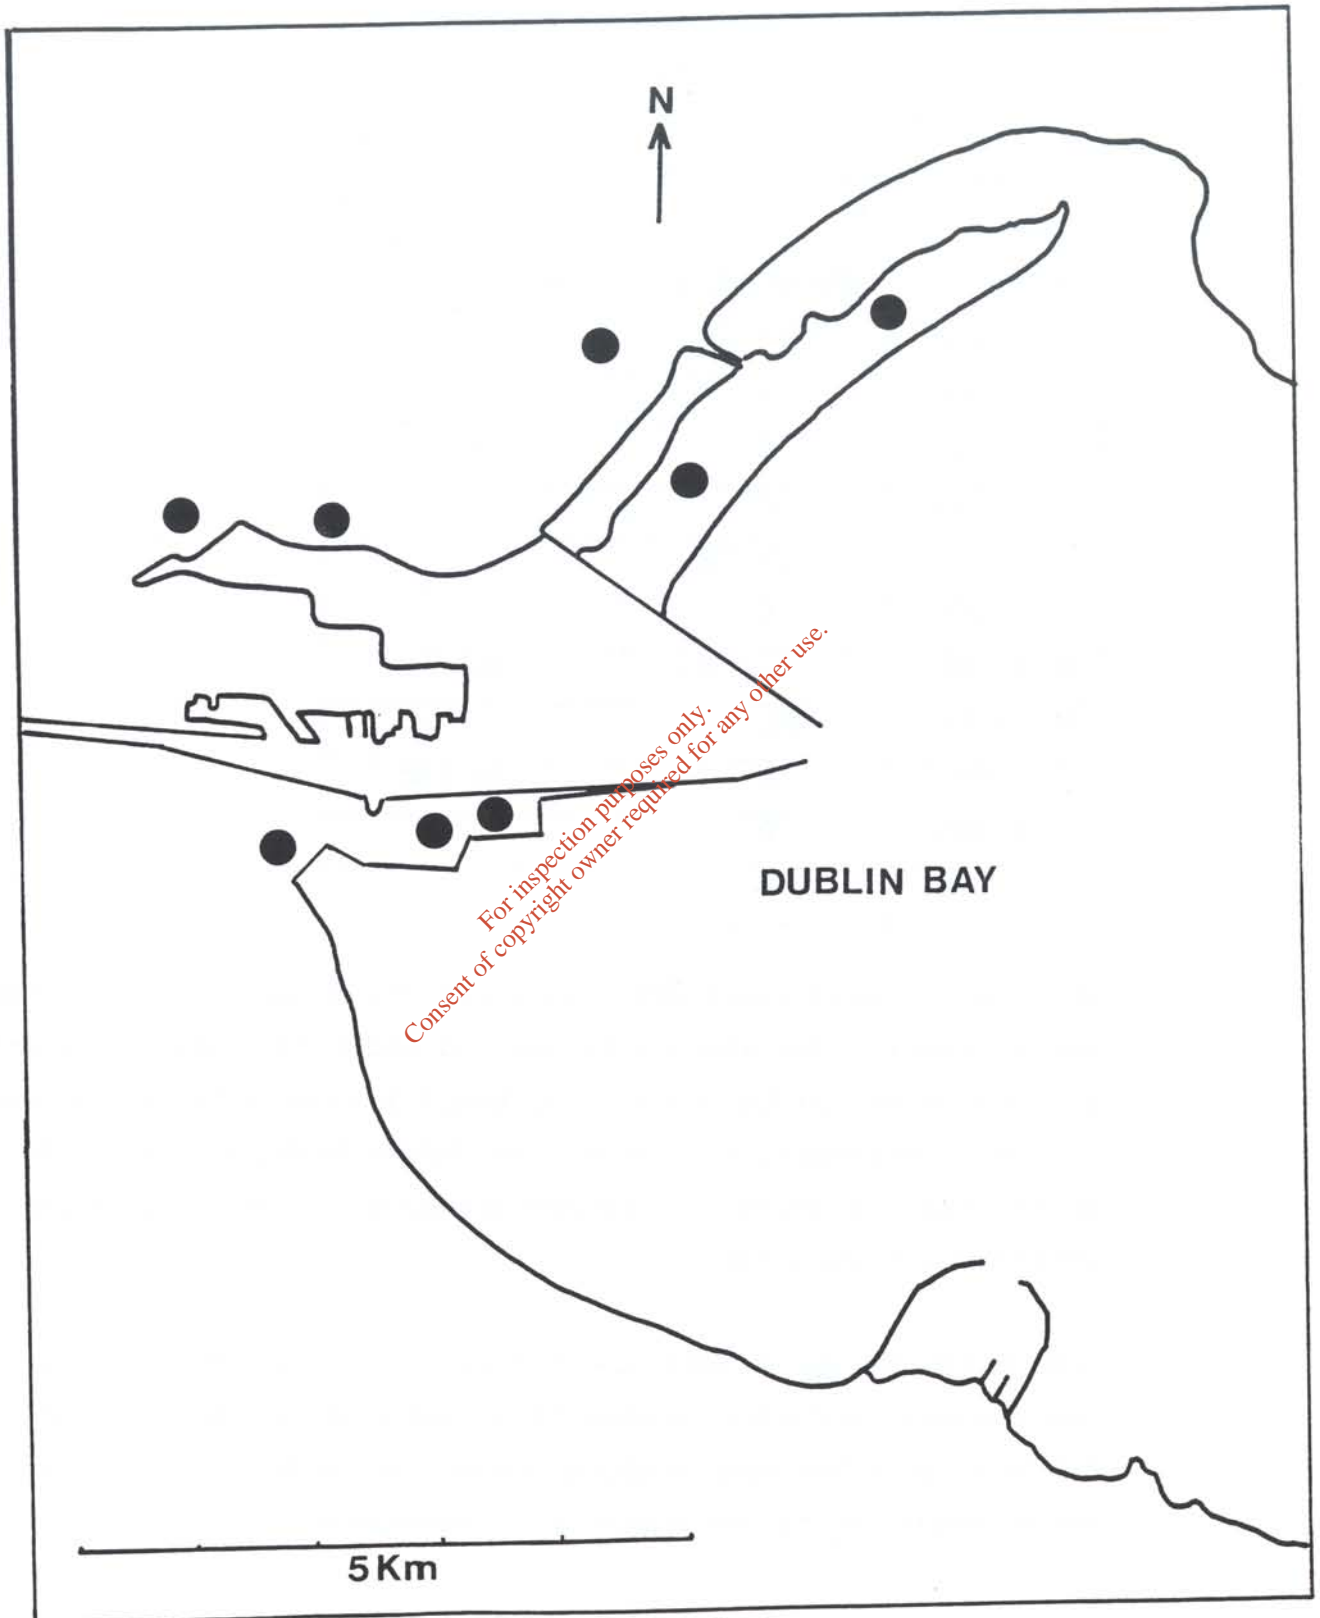 N
For inspection purposes only.
Consent of copyright owner required for any other use.
DUBLIN BAY
5 Km